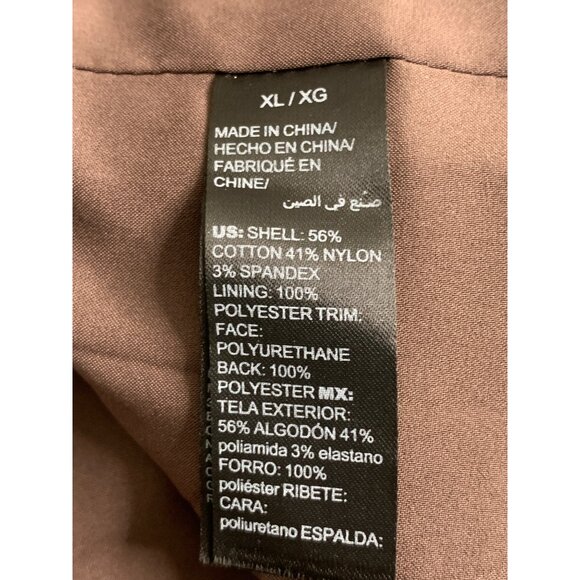 XL / XG
MADE IN CHINA/
HECHO EN CHINA/
FABRIQUÉ EN
CHINE/
صنع في الصين
US: SHELL: 56%
COTTON 41% NYLON
3% SPANDEX
LINING: 100%
POLYESTER TRIM:
FACE:
POLYURETHANE
BACK: 100%
POLYESTER MX:
TELA EXTERIOR:
56% ALGODÓN 41%
poliamida 3% elastano
FORRO: 100%
poliéster RIBETE:
CARA:
poliuretano ESPALDA: